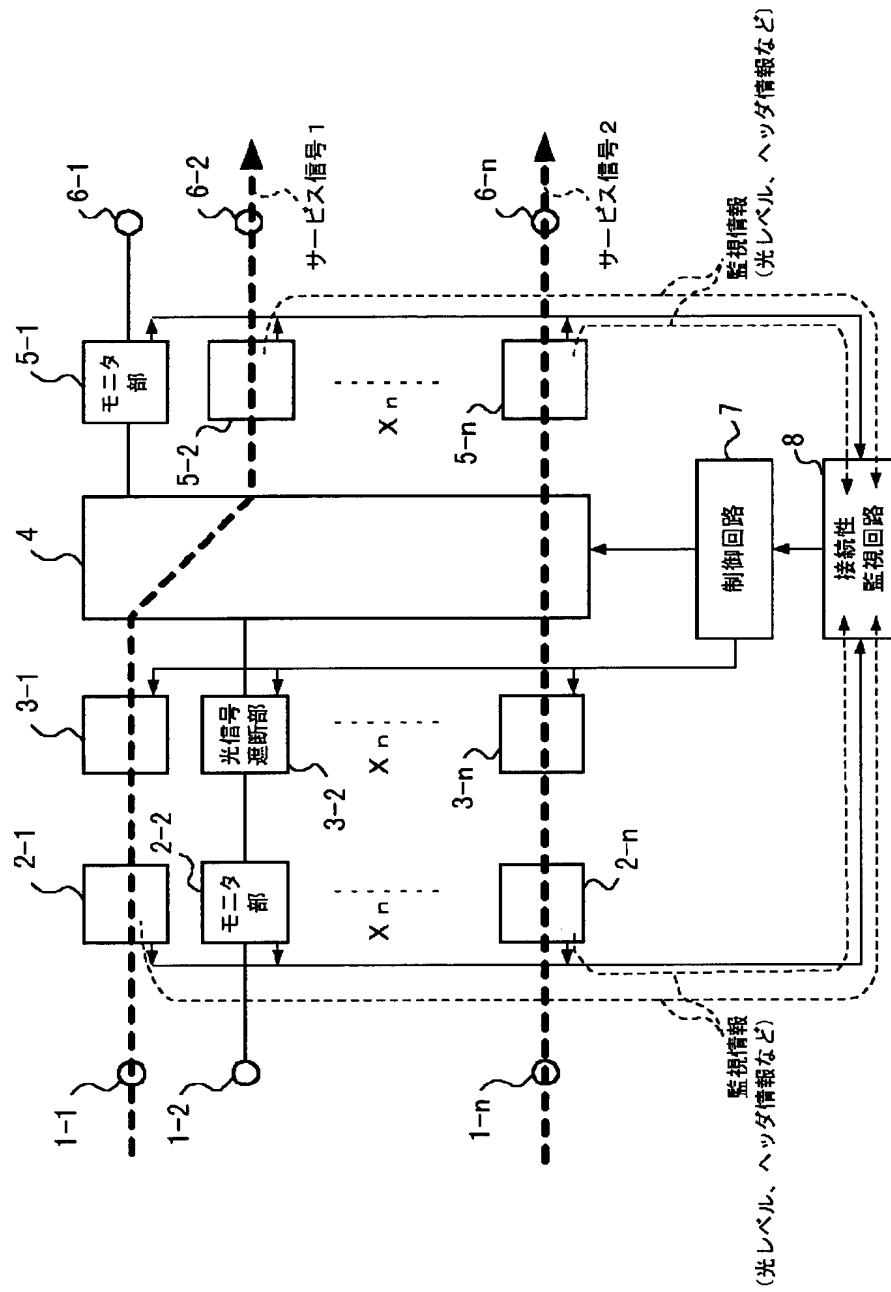 1-1
1-2
1-n
2-1
2-2
モニタ
部
Xn
2-n
3-1
光信号
遮断部
3-2
Xn
3-n
4
5-1
モニタ
部
5-2
Xn
5-n
6-1
6-2
サービス信号1
6-n
サービス信号2
制御回路
7
接続性
監視回路
8
監視情報
(光レベル、ヘッダ情報など)
監視情報
(光レベル、ヘッダ情報など)